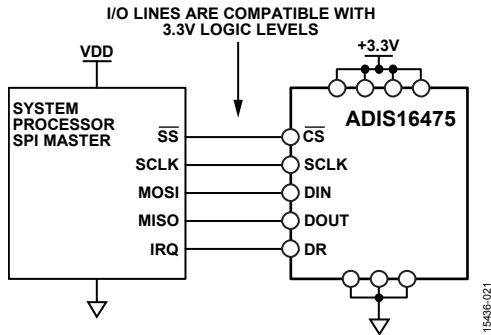 I/O LINES ARE COMPATIBLE WITH
3.3V LOGIC LEVELS
VDD
+3.3V
SYSTEM
PROCESSOR
SPI MASTER
ADIS16475
SS
CS
SCLK
SCLK
MOSI
DIN
MISO
DOUT
IRQ
DR
15436-021